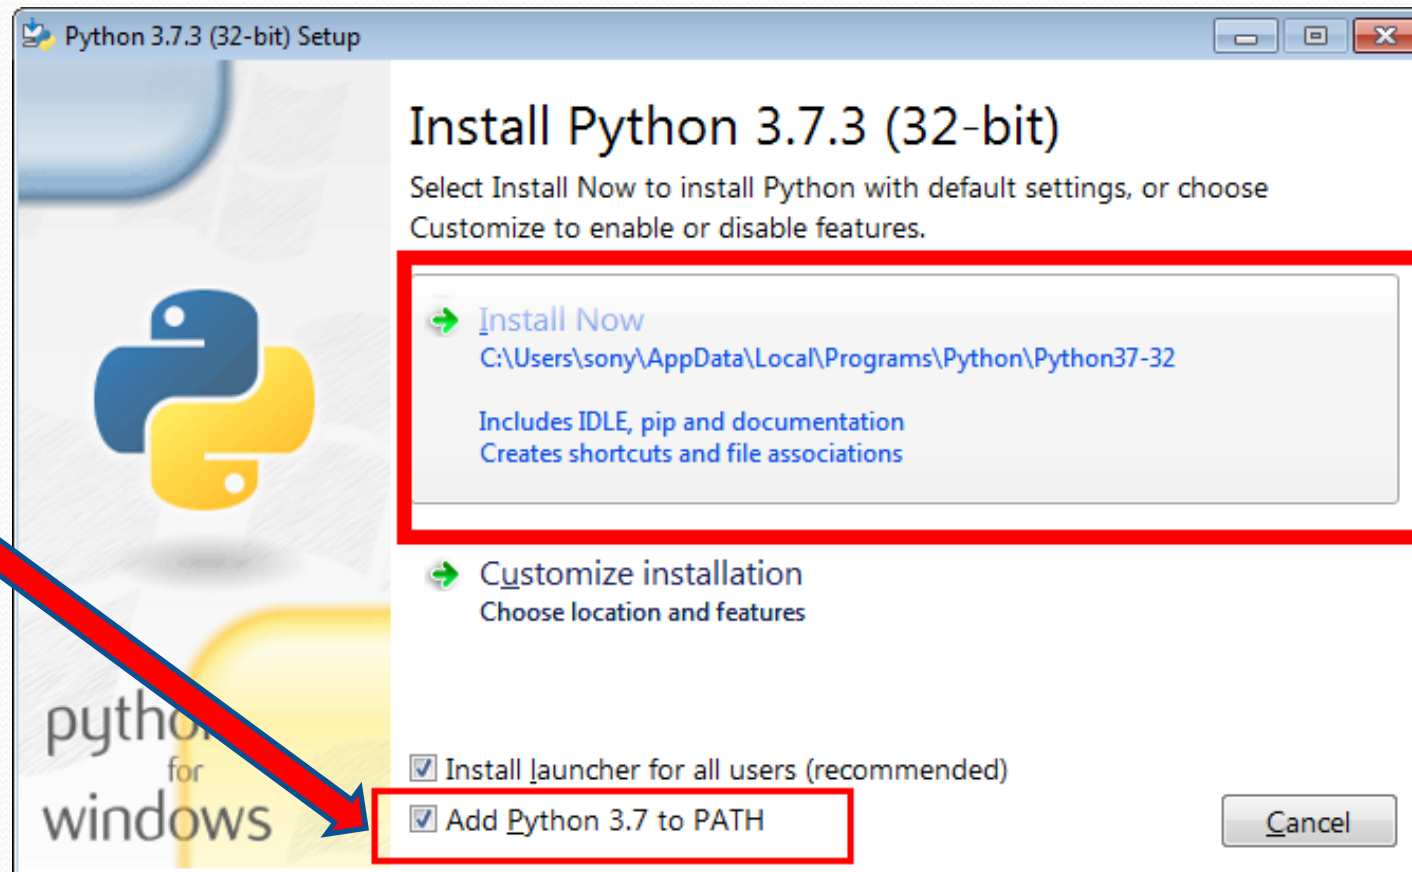 Python 3.7.3 (32-bit) Setup
Install Python 3.7.3 (32-bit)
Select Install Now to install Python with default settings, or choose
Customize to enable or disable features.
Install Now
C:\Users\sony\AppData\Local\Programs\Python\Python37-32
Includes IDLE, pip and documentation
Creates shortcuts and file associations
Customize installation
Choose location and features
python
for
windows
Install launcher for all users (recommended)
Add Python 3.7 to PATH
Cancel